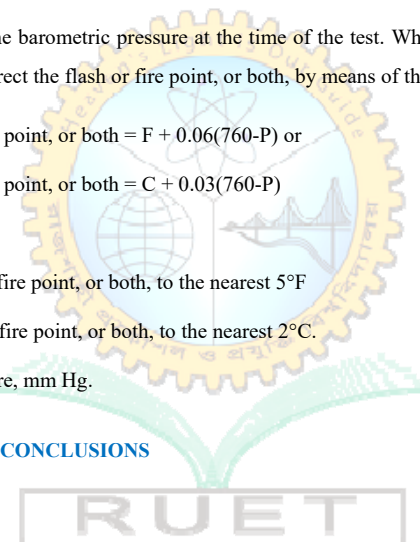 ne barometric pressure at the time of the test. Wh
rect the flash or fire point, or both, by means of th
point, or both = F + 0.06(760-P) or
point, or both = C + 0.03(760-P)
fire point, or both, to the nearest 5°F
fire point, or both, to the nearest 2°C.
re, mm Hg.
CONCLUSIONS
RUET